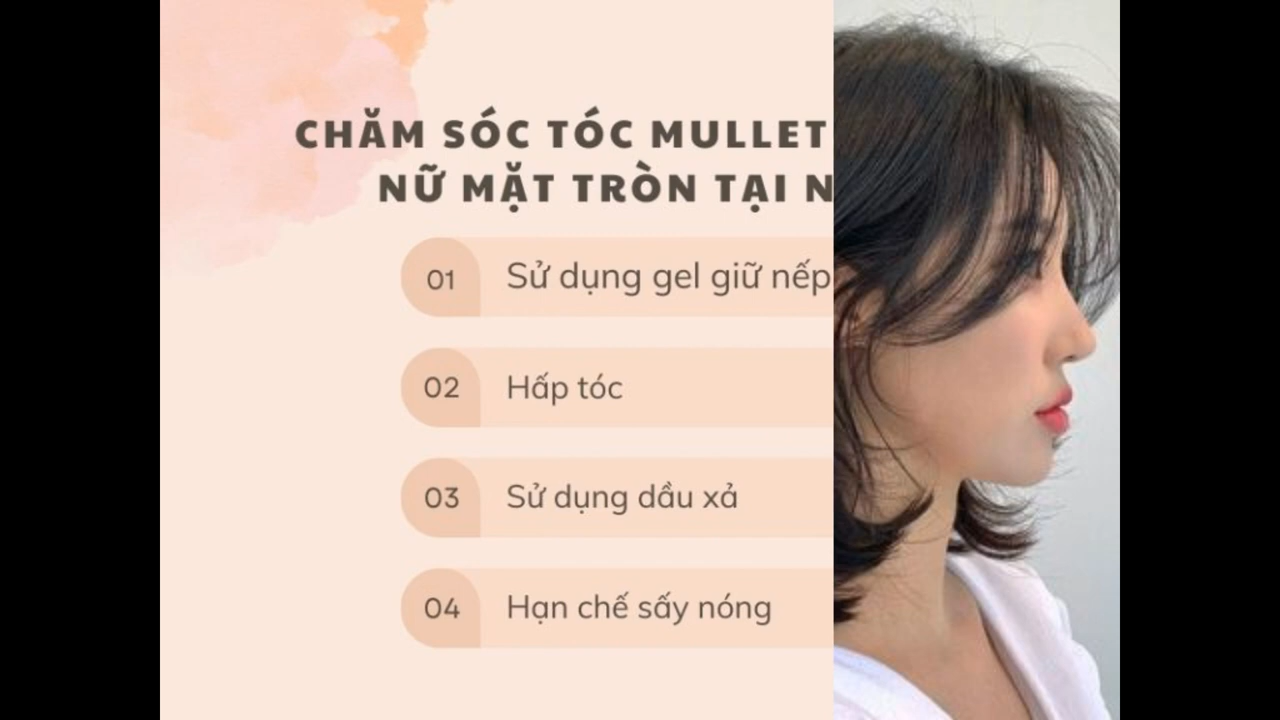 CHĂM SÓC TÓC MULLET
NỮ MẶT TRÒN TẠI N
01 Sử dụng gel giữ nếp
02 Hấp tóc
03 Sử dụng dầu xả
04 Hạn chế sấy nóng